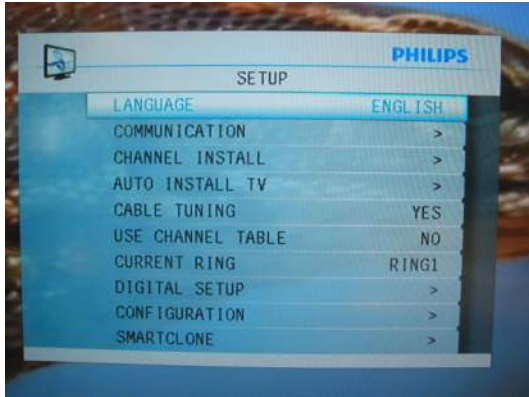 PHILIPS
SETUP
LANGUAGE ENGLISH
COMMUNICATION >
CHANNEL INSTALL >
AUTO INSTALL TV >
CABLE TUNING YES
USE CHANNEL TABLE NO
CURRENT RING RING1
DIGITAL SETUP >
CONFIGURATION >
SMARTCLONE >